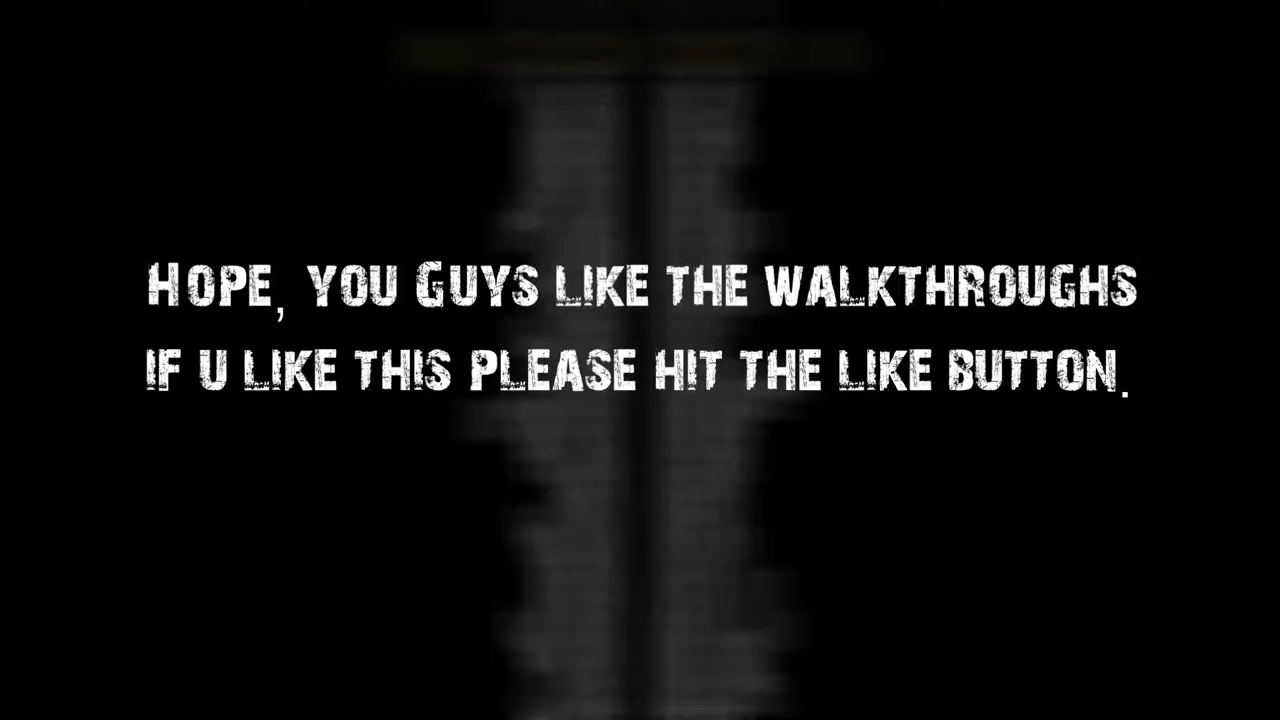 Hope, you Guys like the walkthroughs
if u like this please hit the like button.